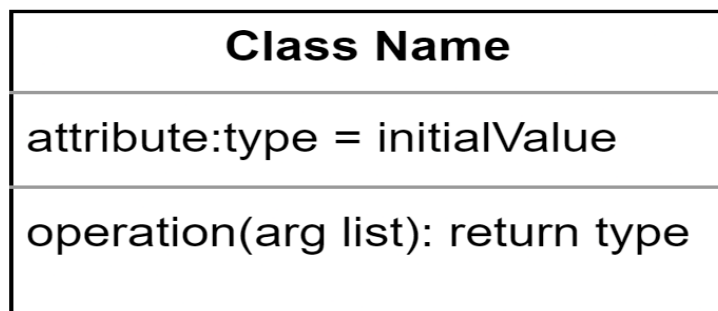 Class Name
attribute:type = initialValue
operation(arg list): return type